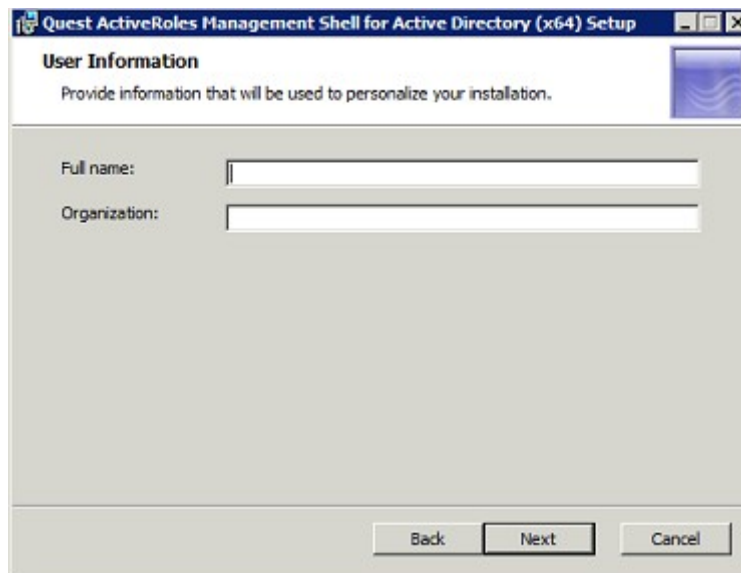 Quest ActiveRoles Management Shell for Active Directory (x64) Setup
User Information
Provide information that will be used to personalize your installation.
Full name:
Organization:
Back Next Cancel